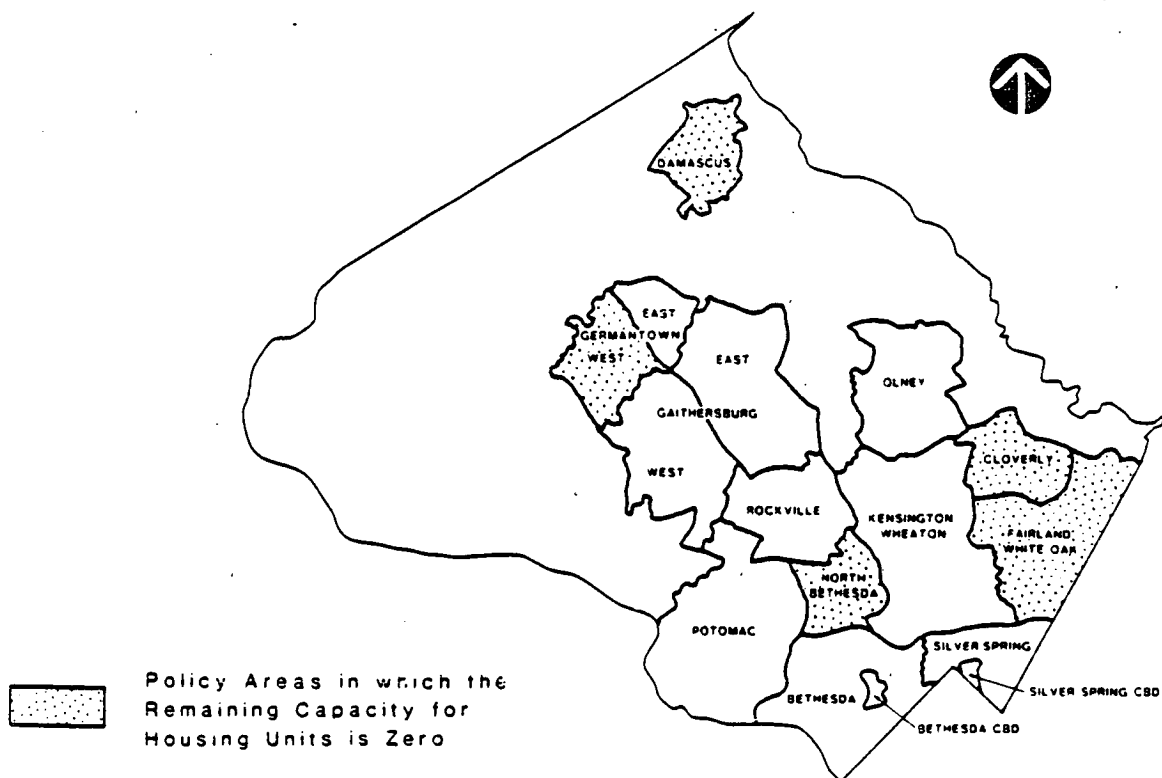 DAMASCUS
EAST
GERMANTOWN
WEST
EAST
OLNEY
GAITHERSBURG
CLOVERLY
WEST
ROCKVILLE
KENSINGTON
WHEATON
FAIRLAND
WHITE OAK
NORTH
BETHESDA
POTOMAC
SILVER SPRING
BETHESDA
SILVER SPRING CBD
BETHESDA CBD
Policy Areas in which the
Remaining Capacity for
Housing Units is Zero